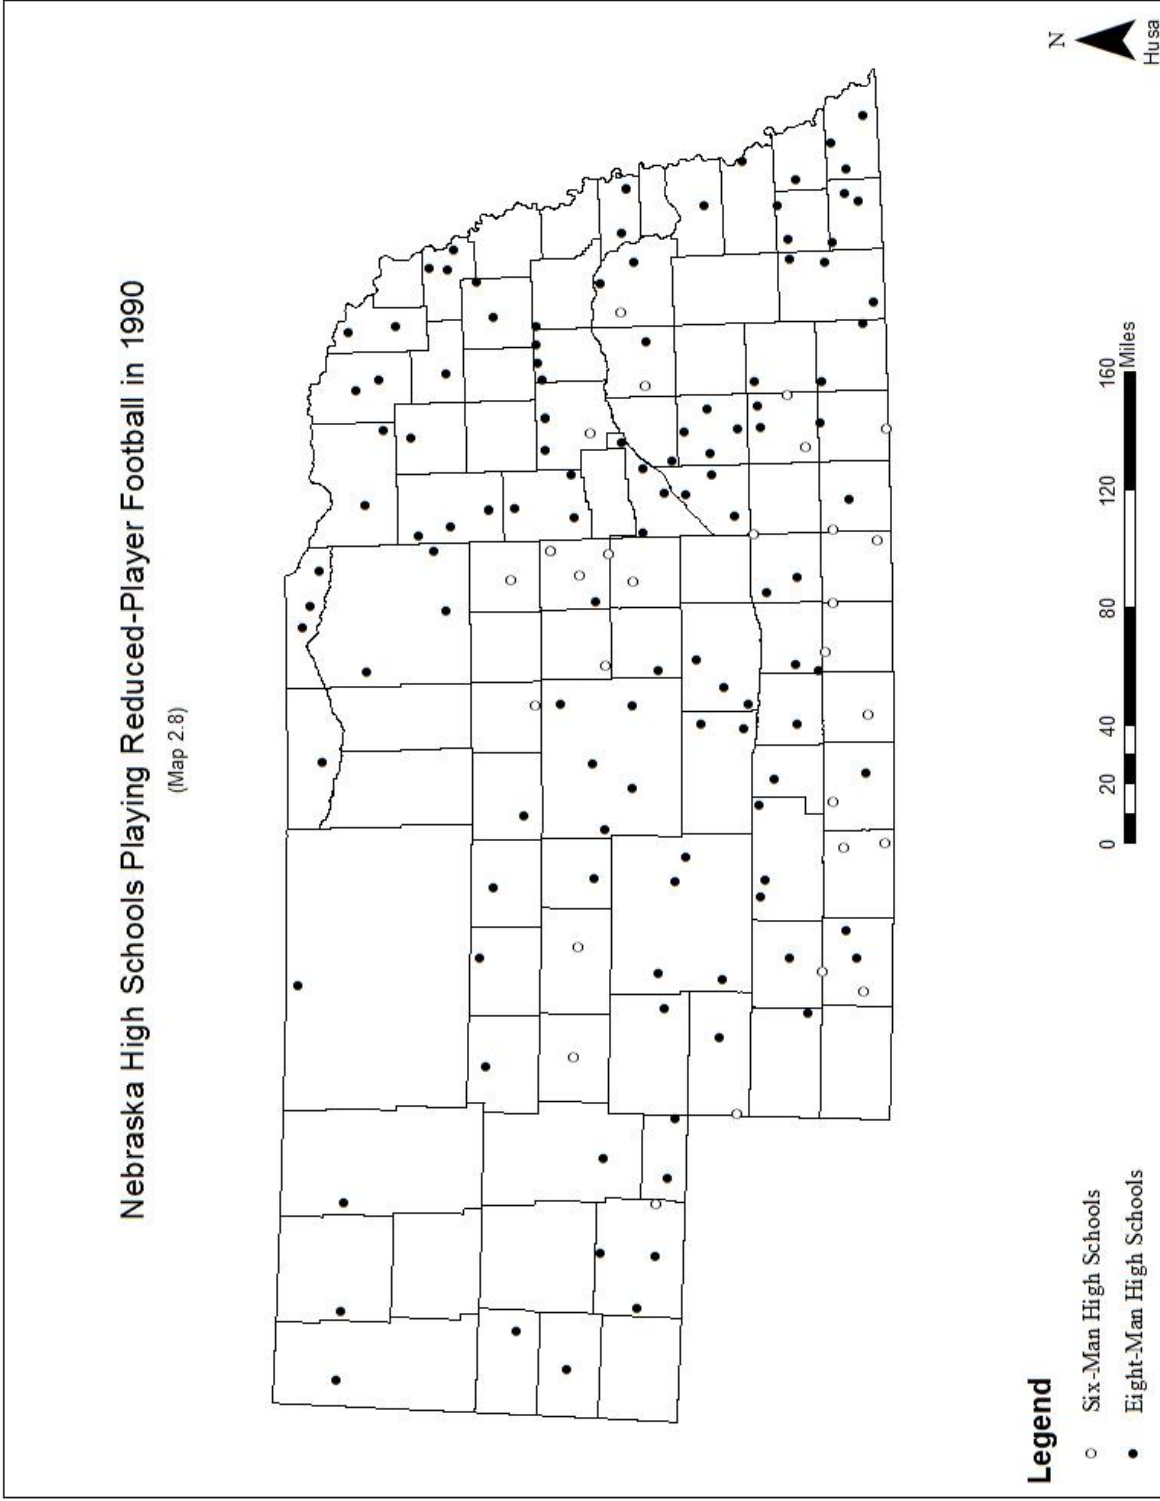 Nebraska High Schools Playing Reduced-Player Football in 1990
(Map 2.8)
Legend
Six-Man High Schools
Eight-Man High Schools
0 20 40 80 120 160
Miles
N
Husa